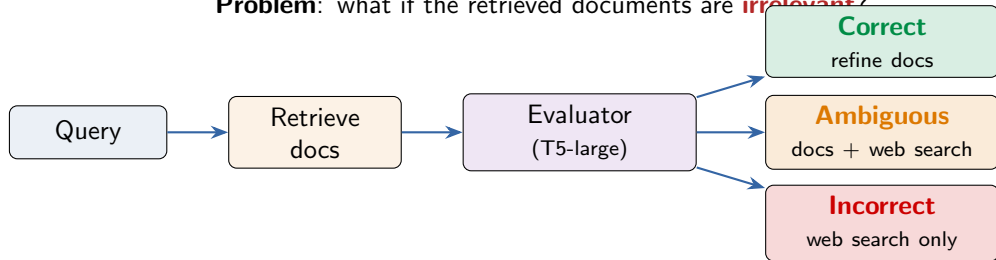 Problem: what if the retrieved documents are irrelevant?
Correct
refine docs
Query
Retrieve
docs
Evaluator
(T5-large)
Ambiguous
docs + web search
Incorrect
web search only